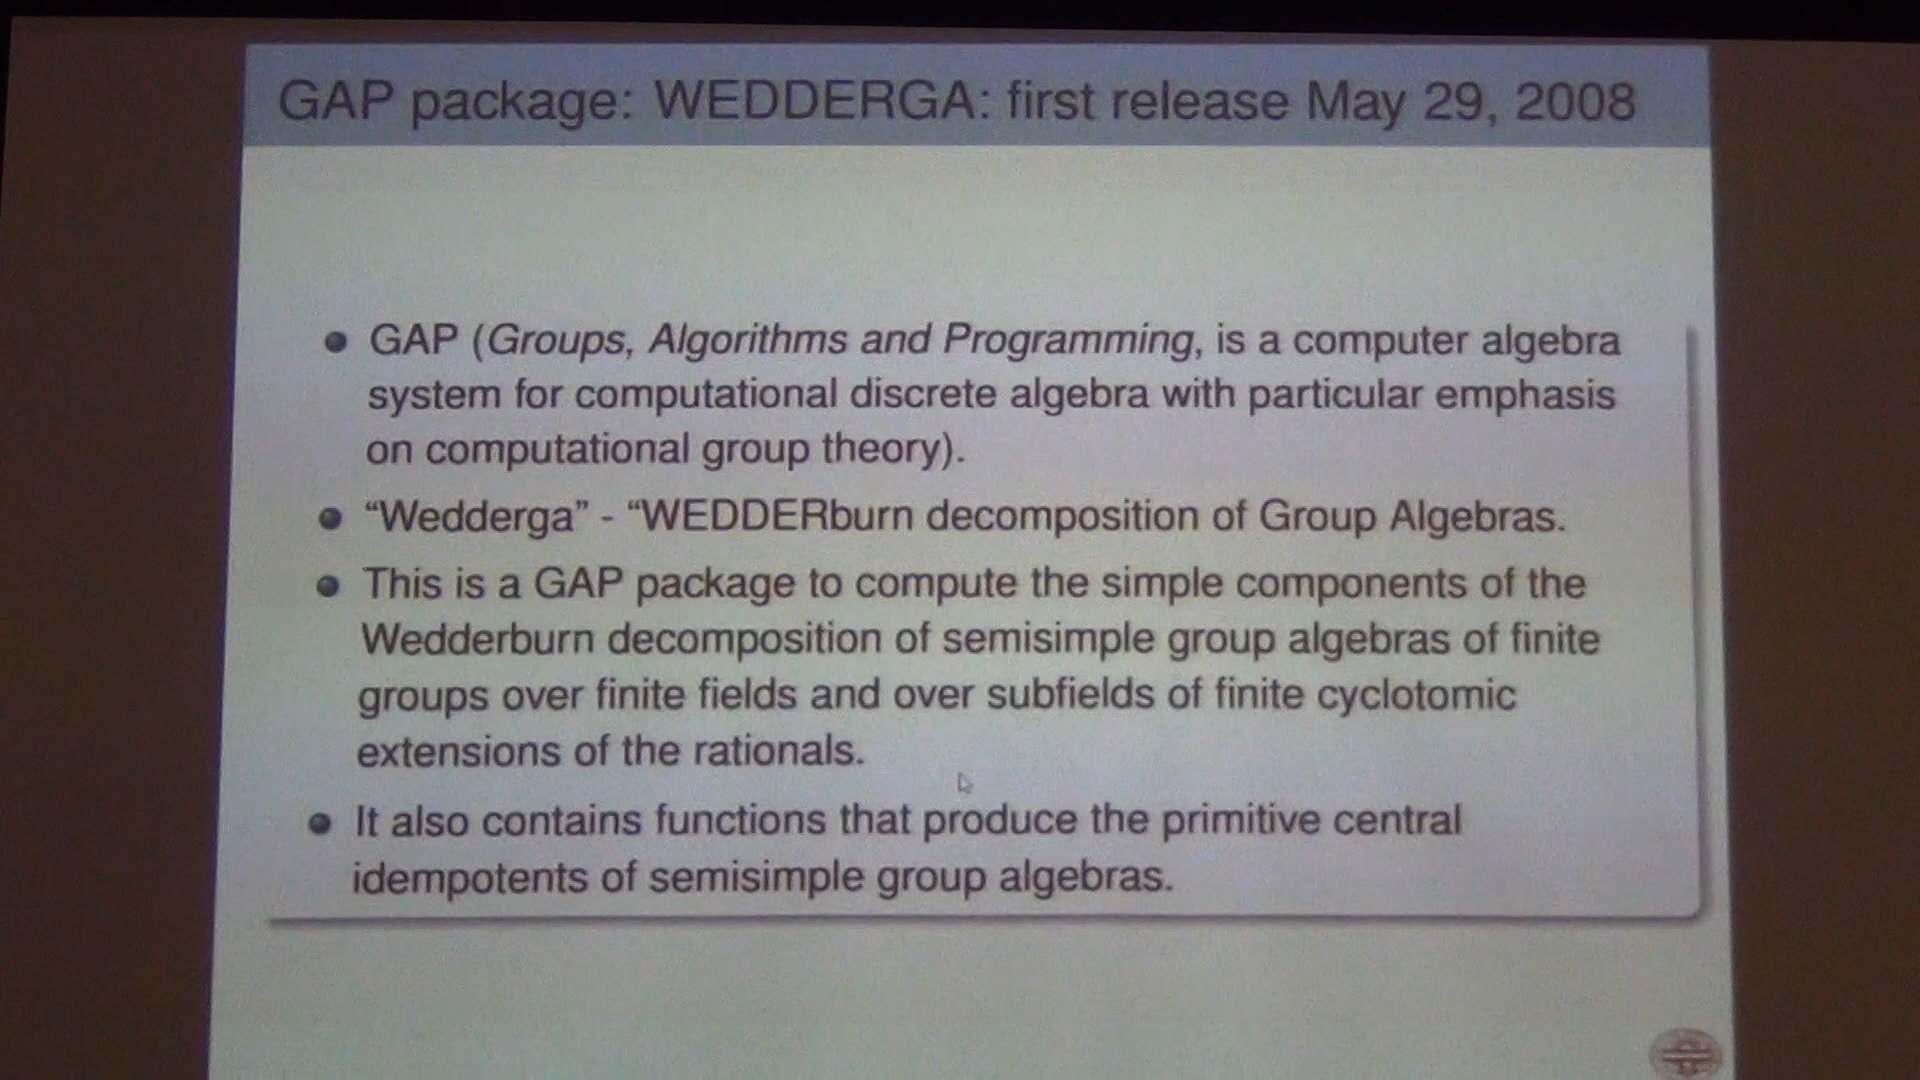 GAP package: WEDDERGA: first release May 29, 2008
GAP (Groups, Algorithms and Programming, is a computer algebra
system for computational discrete algebra with particular emphasis
on computational group theory).
“Wedderga” - “WEDDERburn decomposition of Group Algebras.
This is a GAP package to compute the simple components of the
Wedderburn decomposition of semisimple group algebras of finite
groups over finite fields and over subfields of finite cyclotomic
extensions of the rationals.
It also contains functions that produce the primitive central
idempotents of semisimple group algebras.